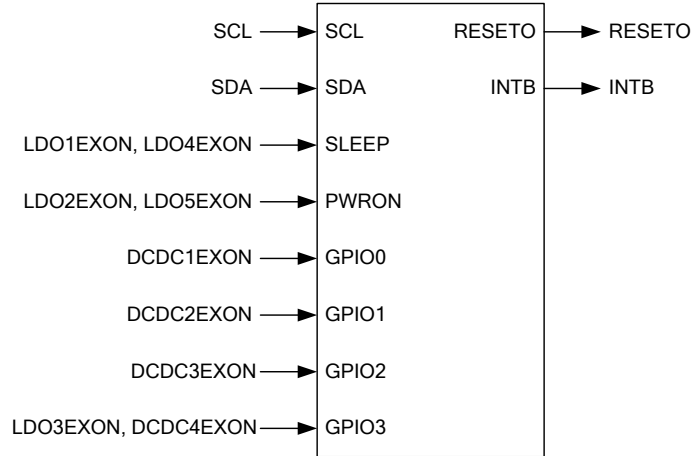 SCL SCL RESETO RESETO
SDA SDA INTB INTB
LDO1EXON, LDO4EXON SLEEP
LDO2EXON, LDO5EXON PWRON
DCDC1EXON GPIO0
DCDC2EXON GPIO1
DCDC3EXON GPIO2
LDO3EXON, DCDC4EXON GPIO3